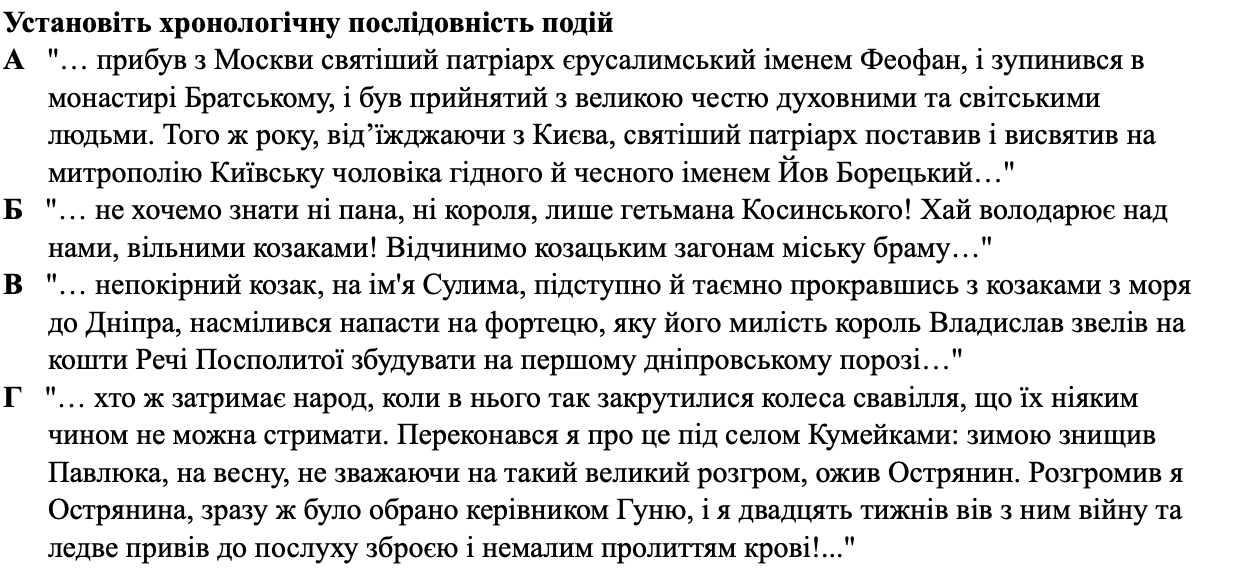 Установіть хронологічну послідовність подій
А "… прибув з Москви святіший патріарх єрусалимський іменем Феофан, і зупинився в
монастирі Братському, і був прийнятий з великою честю духовними та світськими
людьми. Того ж року, від’їжджаючи з Києва, святіший патріарх поставив і висвятив на
митрополію Київську чоловіка гідного й чесного іменем Йов Борецький…"
Б "… не хочемо знати ні пана, ні короля, лише гетьмана Косинського! Хай володарює над
нами, вільними козаками! Відчинимо козацьким загонам міську браму…"
В "… непокірний козак, на ім'я Сулима, підступно й таємно прокравшись з козаками з моря
до Дніпра, насмілився напасти на фортецю, яку його милість король Владислав звелів на
кошти Речі Посполитої збудувати на першому дніпровському порозі…"
Г "… хто ж затримає народ, коли в нього так закрутилися колеса свавілля, що їх ніяким
чином не можна стримати. Переконався я про це під селом Кумейками: зимою знищив
Павлюка, на весну, не зважаючи на такий великий розгром, ожив Острянин. Розгромив я
Острянина, зразу ж було обрано керівником Гуню, і я двадцять тижнів вів з ним війну та
ледве привів до послуху зброєю і немалим пролиттям крові!..."